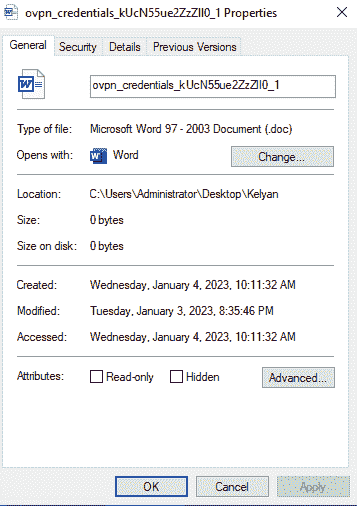 ovpn_credentials_kUcN55ue2ZzZlI0_1 Properties
General Security Details Previous Versions
ovpn_credentials_kUcN55ue2ZzZlI0_1
Type of file: Microsoft Word 97 - 2003 Document (.doc)
Opens with: Word Change...
Location: C:\Users\Administrator\Desktop\Kelyan
Size: 0 bytes
Size on disk: 0 bytes
Created: Wednesday, January 4, 2023, 10:11:32 AM
Modified: Tuesday, January 3, 2023, 8:35:46 PM
Accessed: Wednesday, January 4, 2023, 10:11:32 AM
Attributes: Read-only Hidden Advanced...
OK Cancel Apply